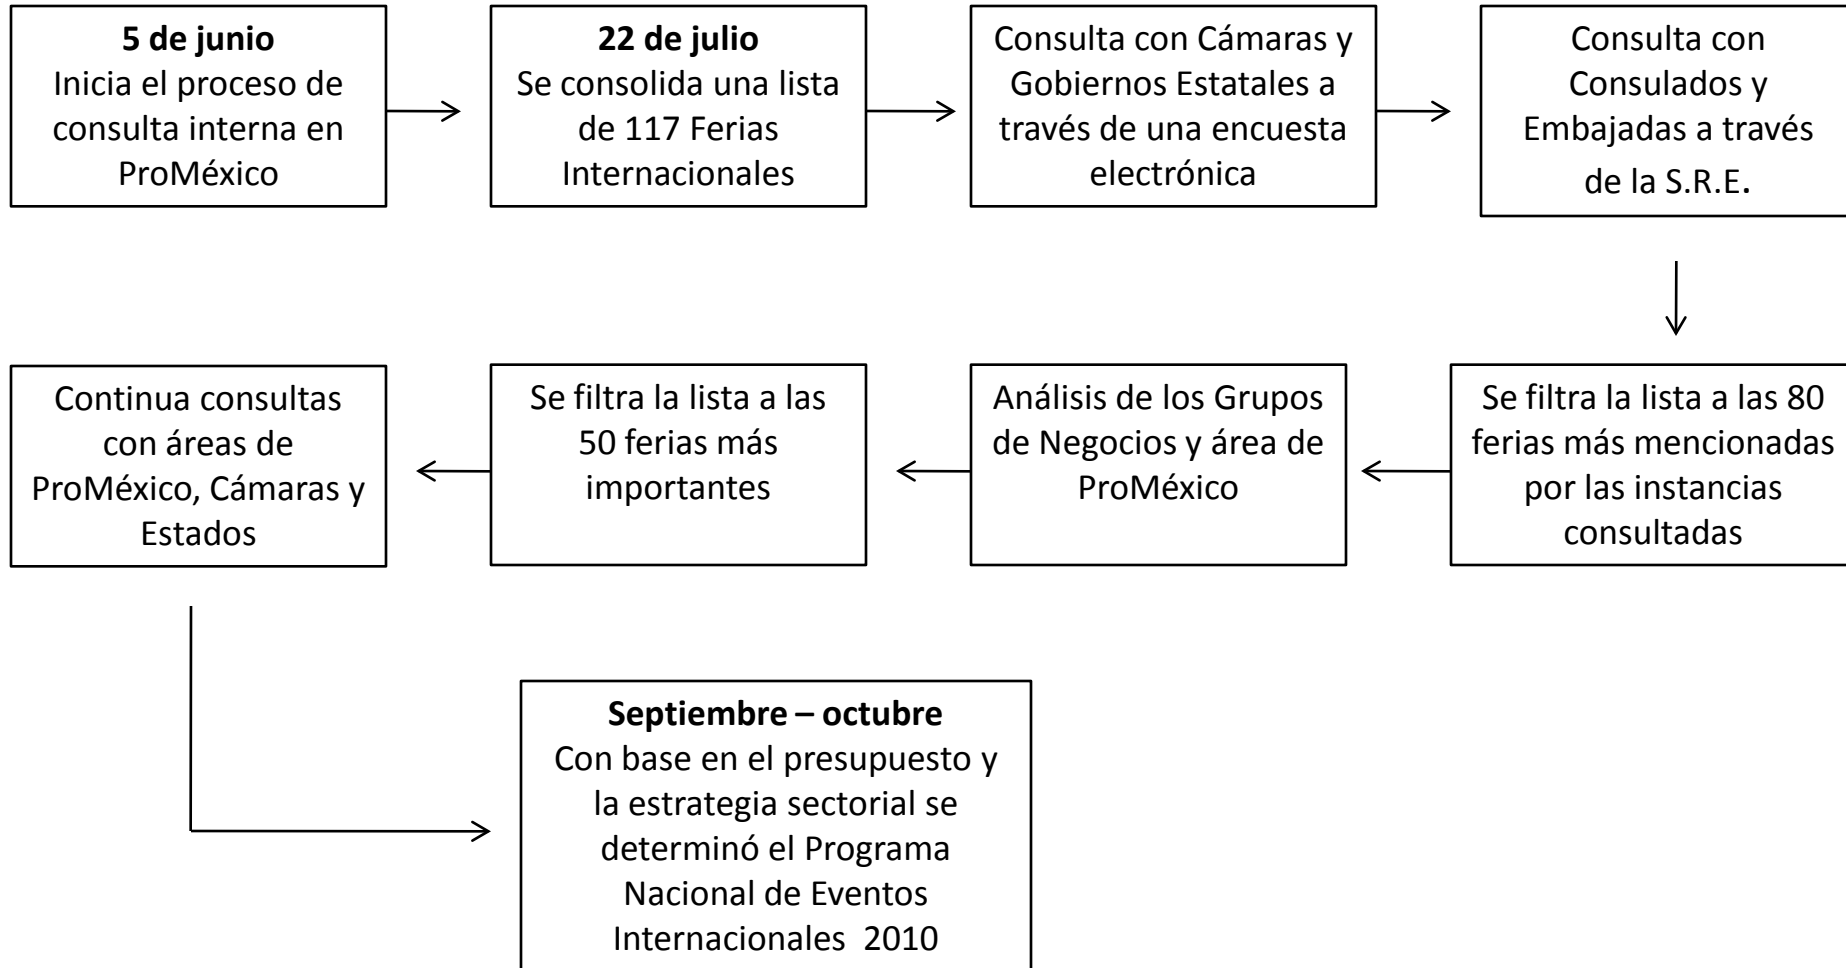 5 de junio
Inicia el proceso de
consulta interna en
ProMéxico
22 de julio
Se consolida una lista
de 117 Ferias
Internacionales
Consulta con Cámaras y
Gobiernos Estatales a
través de una encuesta
electrónica
Consulta con
Consulados y
Embajadas a través
de la S.R.E.
Se filtra la lista a las 80
ferias más mencionadas
por las instancias
consultadas
Análisis de los Grupos
de Negocios y área de
ProMéxico
Se filtra la lista a las
50 ferias más
importantes
Continua consultas
con áreas de
ProMéxico, Cámaras y
Estados
Septiembre – octubre
Con base en el presupuesto y
la estrategia sectorial se
determinó el Programa
Nacional de Eventos
Internacionales 2010